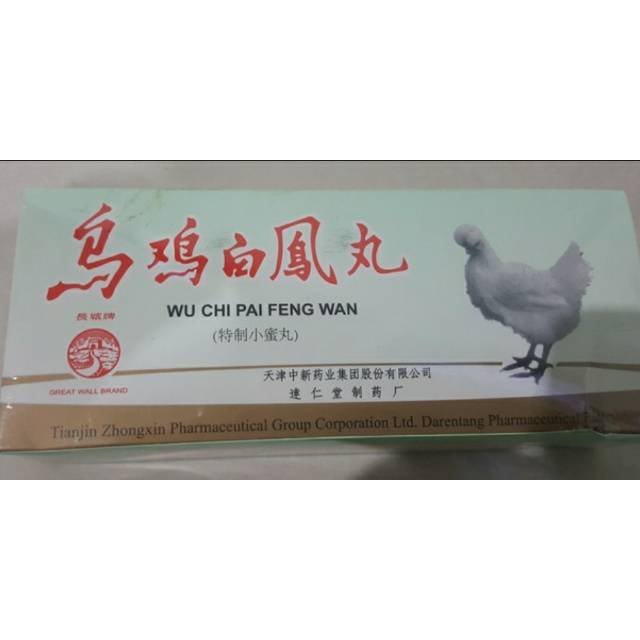 乌鸡白鳳丸
WU CHI PAI FENG WAN
(特制小蜜丸)
長城牌
GREAT WALL BRAND
天津中新药业集团股份有限公司
達仁堂制药厂
Tianjin Zhongxin Pharmaceutical Group Corporation Ltd. Darentang Pharmaceutical